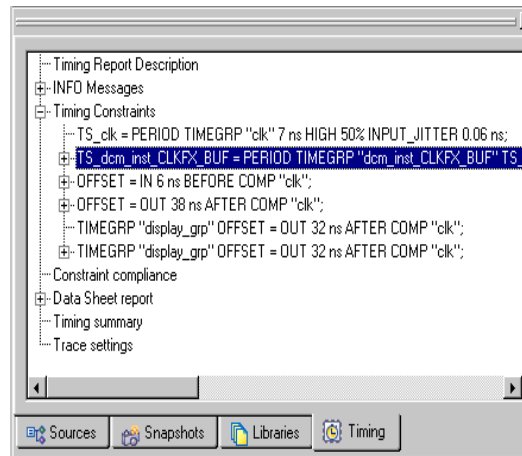 Timing Report Description
INFO Messages
Timing Constraints
TS_clk = PERIOD TIMEGRP "clk" 7 ns HIGH 50% INPUT_JITTER 0.06 ns;
TS_dcm_inst_CLKFX_BUF = PERIOD TIMEGRP "dcm_inst_CLKFX_BUF" TS_
OFFSET = IN 6 ns BEFORE COMP "clk";
OFFSET = OUT 38 ns AFTER COMP "clk";
TIMEGRP "display_grp" OFFSET = OUT 32 ns AFTER COMP "clk";
TIMEGRP "display_grp" OFFSET = OUT 32 ns AFTER COMP "clk";
Constraint compliance
Data Sheet report
Timing summary
Trace settings
Sources Snapshots Libraries Timing